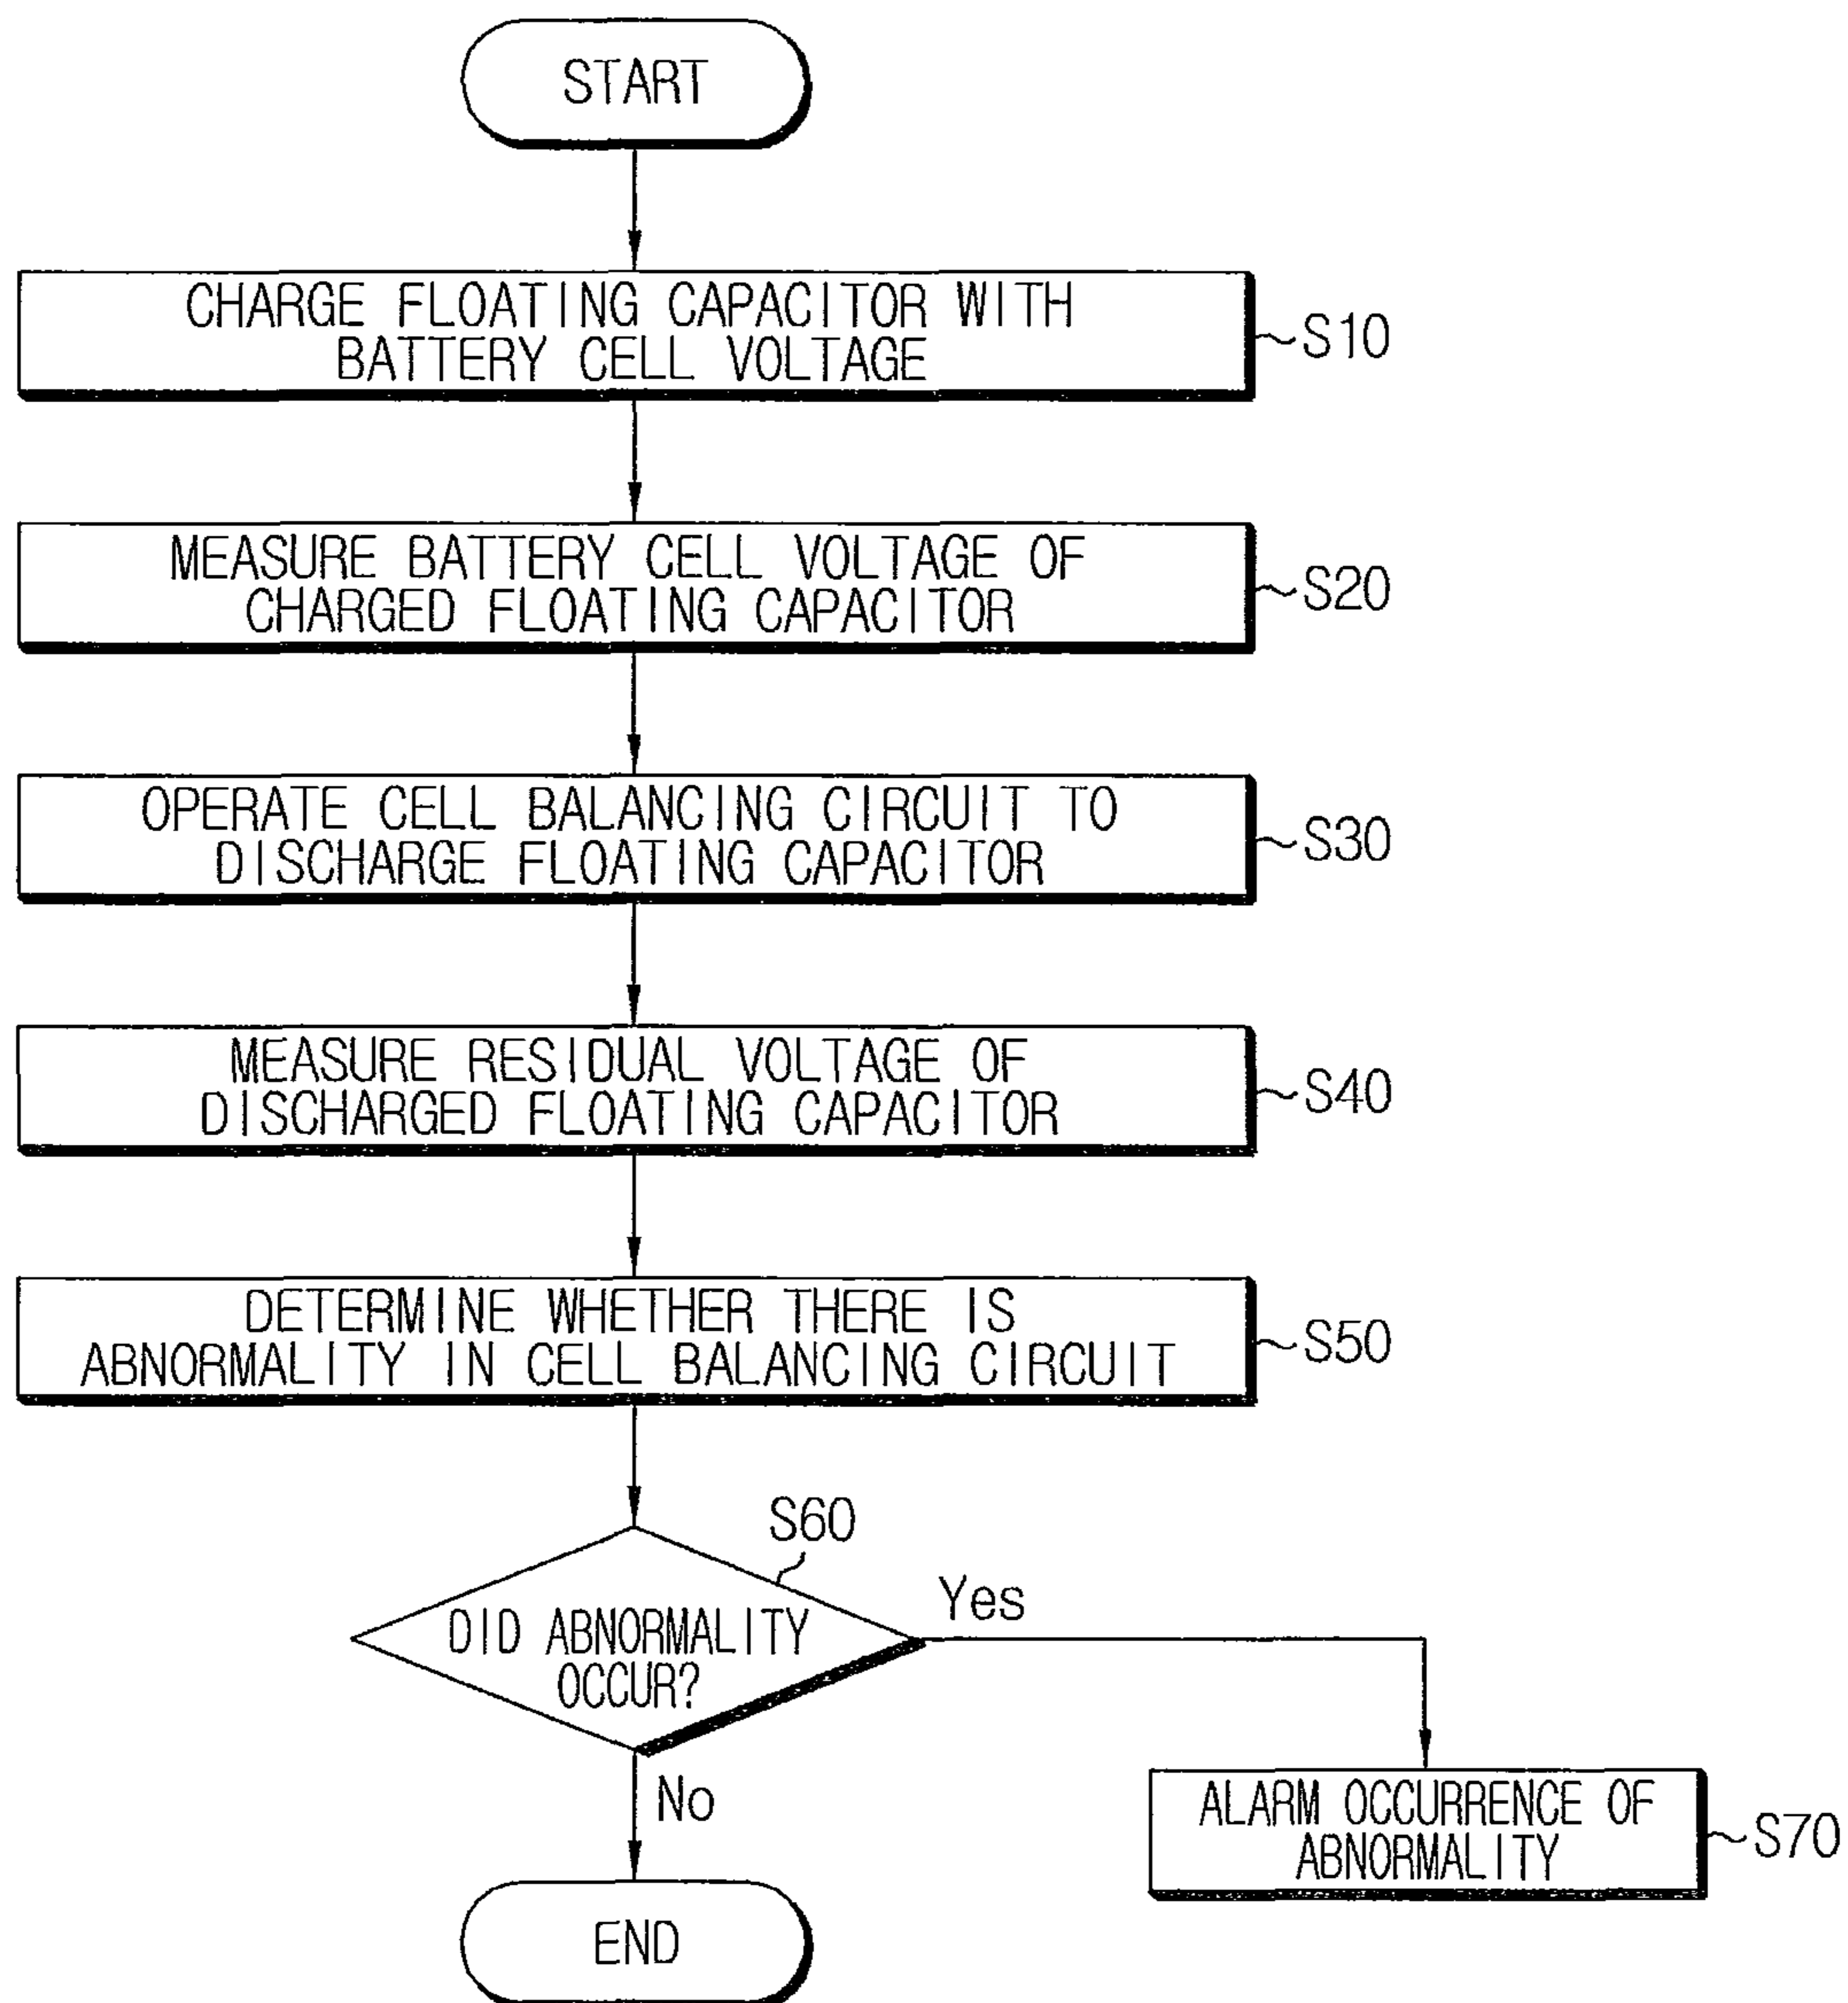 START
CHARGE FLOATING CAPACITOR WITH
BATTERY CELL VOLTAGE
S10
MEASURE BATTERY CELL VOLTAGE OF
CHARGED FLOATING CAPACITOR
S20
OPERATE CELL BALANCING CIRCUIT TO
DISCHARGE FLOATING CAPACITOR
S30
MEASURE RESIDUAL VOLTAGE OF
DISCHARGED FLOATING CAPACITOR
S40
DETERMINE WHETHER THERE IS
ABNORMALITY IN CELL BALANCING CIRCUIT
S50
S60
DID ABNORMALITY
OCCUR?
Yes
No
ALARM OCCURRENCE OF
ABNORMALITY
S70
END